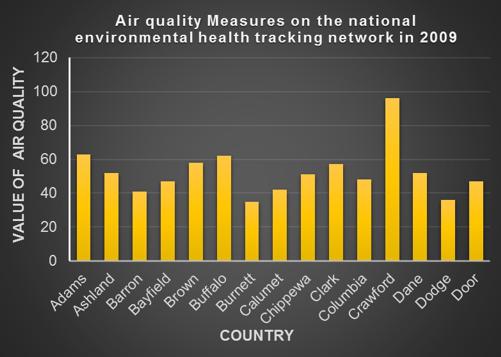 Air quality Measures on the national
environmental health tracking network in 2009
VALUE OF AIR QUALITY
120
100
80
60
40
20
0
Adams
Ashland
Barron
Bayfield
Brown
Buffalo
Burnett
Calumet
Chippewa
Clark
Columbia
Crawford
Dane
Dodge
Door
COUNTRY